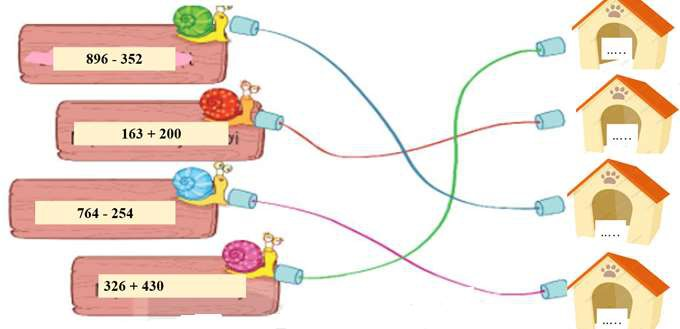 896 - 352
.....
163 + 200
.....
764 - 254
.....
326 + 430
.....